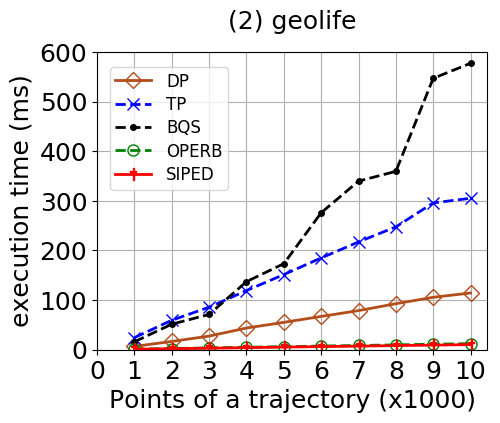 (2) geolife
execution time (ms)
600
500
400
300
200
100
0
DP
TP
BQS
OPERB
SIPED
0 1 2 3 4 5 6 7 8 9 10
Points of a trajectory (x1000)